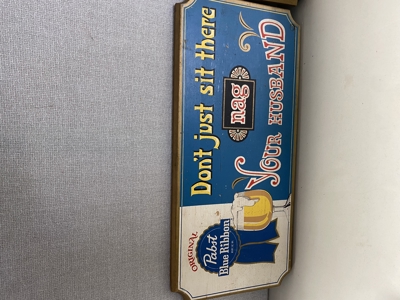 Don't just sit there
nag
YOUR HUSBAND
ORIGINAL
Pabst
Blue Ribbon